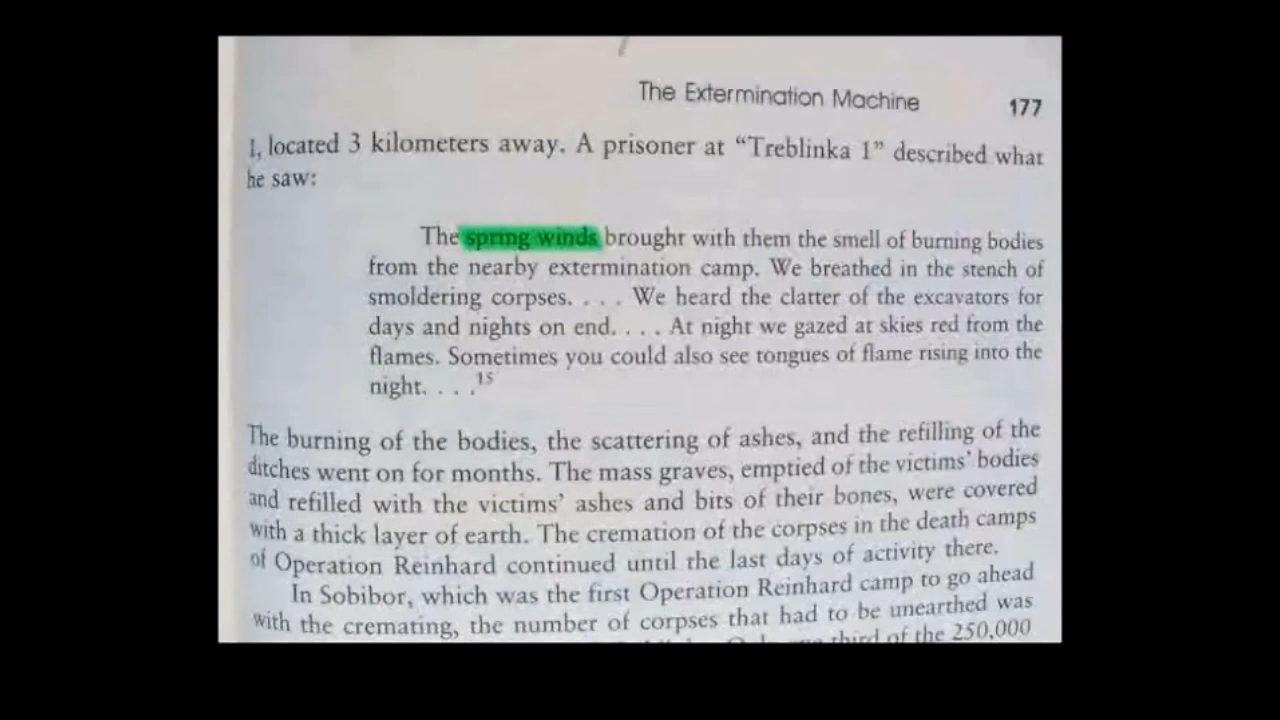 The Extermination Machine 177
1, located 3 kilometers away. A prisoner at “Treblinka 1” described what
he saw:
The spring winds brought with them the smell of burning bodies
from the nearby extermination camp. We breathed in the stench of
smoldering corpses. . . . We heard the clatter of the excavators for
days and nights on end. . . . At night we gazed at skies red from the
flames. Sometimes you could also see tongues of flame rising into the
night. . . .15
The burning of the bodies, the scattering of ashes, and the refilling of the
ditches went on for months. The mass graves, emptied of the victims’ bodies
and refilled with the victims’ ashes and bits of their bones, were covered
with a thick layer of earth. The cremation of the corpses in the death camps
of Operation Reinhard continued until the last days of activity there.
In Sobibor, which was the first Operation Reinhard camp to go ahead
with the cremating, the number of corpses that had to be unearthed was
third of the 250,000